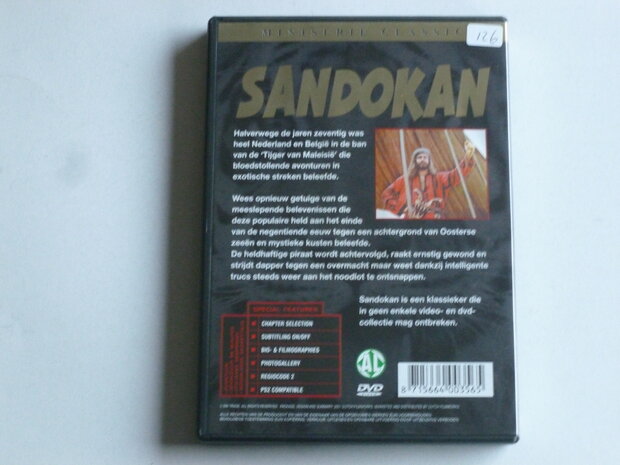 MINISERIE CLASSIC
126
SANDOKAN
Halverwege de jaren zeventig was
heel Nederland en België in de ban
van de 'Tijger van Maleisië' die
bloedstollende avonturen in
exotische streken beleefde.
Wees opnieuw getuige van de
meeslepende belevenissen die
deze populaire held aan het einde
van de negentiende eeuw tegen een achtergrond van Oosterse
zeeën en mystieke kusten beleefde.
De heldhaftige piraat wordt achtervolgd, raakt ernstig gewond en
strijdt dapper tegen een overmacht maar weet dankzij intelligente
trucs steeds weer aan het noodlot te ontsnappen.
Sandokan is een klassieker die
in geen enkele video- en dvd-
collectie mag ontbreken.
SPECIAL FEATURES
CHAPTER SELECTION
SUBTITLING ON/OFF
BIO- & FILMOGRAPHIES
PHOTOGALLERY
REGIOCODE 2
PS2 COMPATIBLE
AL
DVD
8 715664 003565